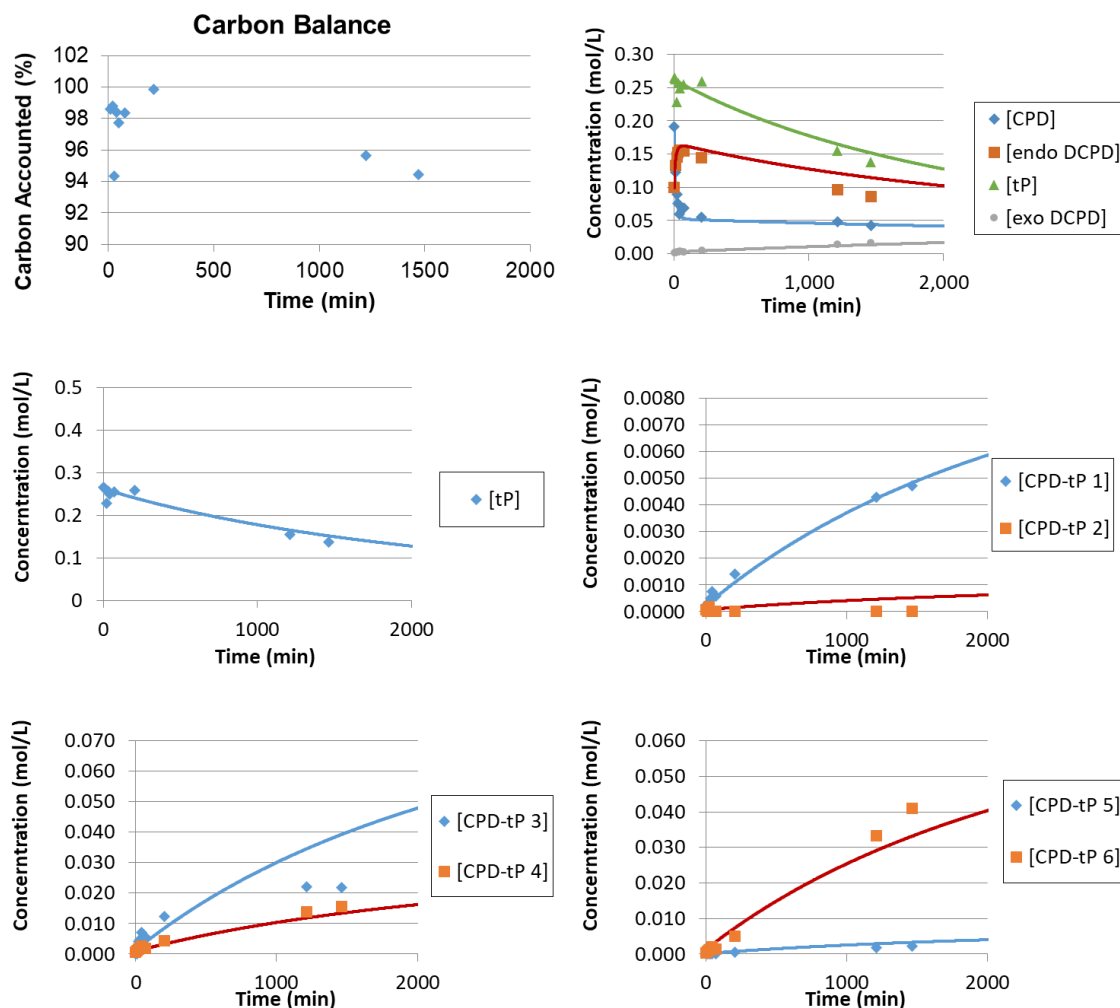 Carbon Balance
Carbon Accounted (%)
102
100
98
96
94
92
90
0
500
1000
1500
2000
Time (min)
Concerntration (mol/L)
0.30
0.25
0.20
0.15
0.10
0.05
0.00
0
1,000
2,000
Time (min)
[CPD]
[endo DCPD]
[tP]
[exo DCPD]
Concerntration (mol/L)
0.5
0.4
0.3
0.2
0.1
0
0
1000
2000
Time (min)
[tP]
Concerntration (mol/L)
0.0080
0.0070
0.0060
0.0050
0.0040
0.0030
0.0020
0.0010
0.0000
0
1000
2000
Time (min)
[CPD-tP 1]
[CPD-tP 2]
Concerntration (mol/L)
0.070
0.060
0.050
0.040
0.030
0.020
0.010
0.000
0
1000
2000
Time (min)
[CPD-tP 3]
[CPD-tP 4]
Concerntration (mol/L)
0.060
0.050
0.040
0.030
0.020
0.010
0.000
0
1000
2000
Time (min)
[CPD-tP 5]
[CPD-tP 6]